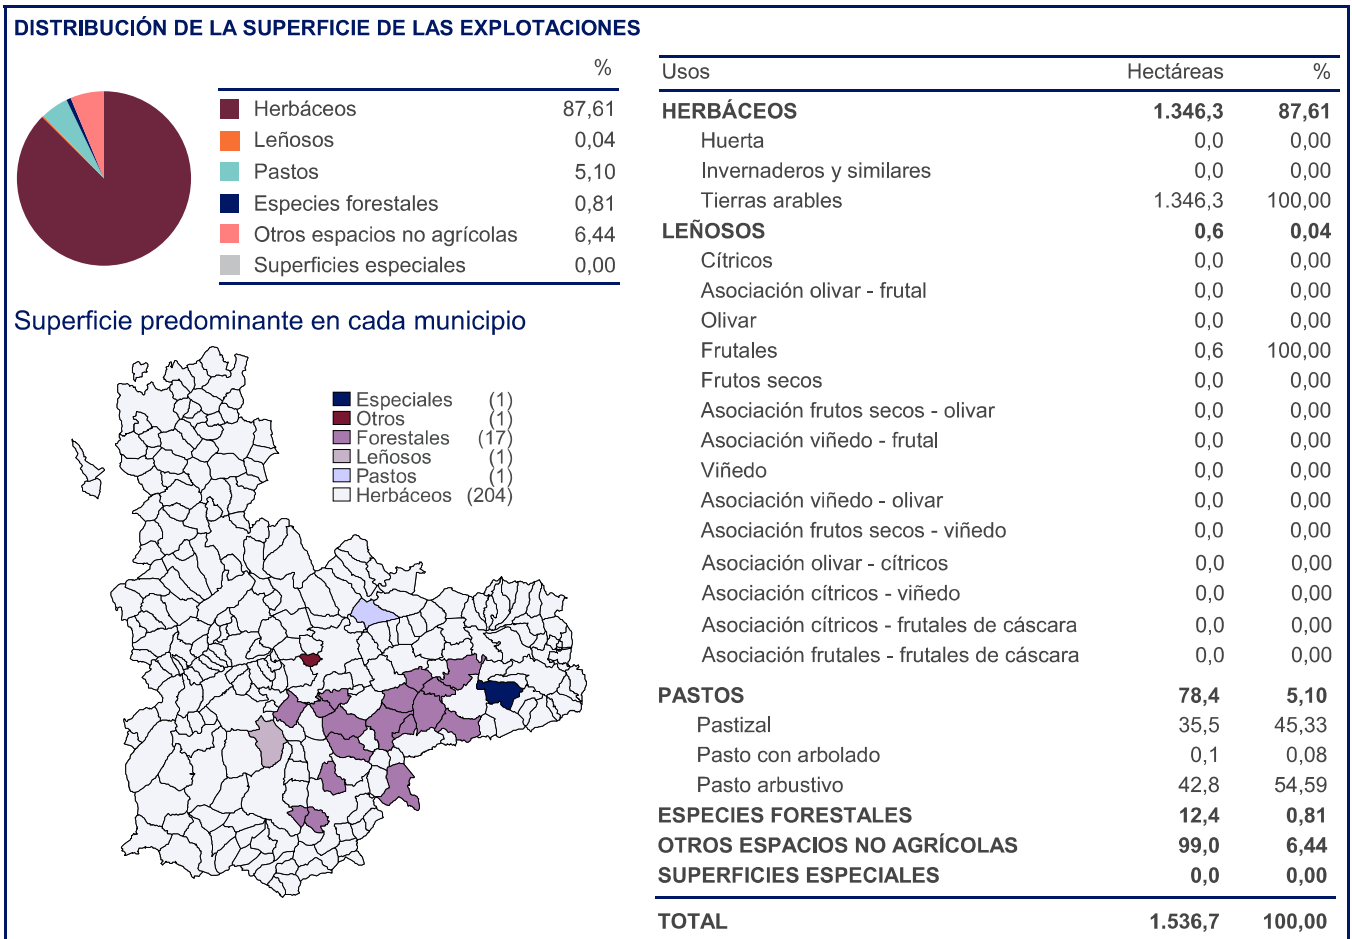 DISTRIBUCIÓN DE LA SUPERFICIE DE LAS EXPLOTACIONES
%
Herbáceos 87,61
Leñosos 0,04
Pastos 5,10
Especies forestales 0,81
Otros espacios no agrícolas 6,44
Superficies especiales 0,00
Superficie predominante en cada municipio
Especiales (1)
Otros (1)
Forestales (17)
Leñosos (1)
Pastos (1)
Herbáceos (204)
Usos Hectáreas %
HERBÁCEOS 1.346,3 87,61
Huerta 0,0 0,00
Invernaderos y similares 0,0 0,00
Tierras arables 1.346,3 100,00
LEÑOSOS 0,6 0,04
Cítricos 0,0 0,00
Asociación olivar - frutal 0,0 0,00
Olivar 0,0 0,00
Frutales 0,6 100,00
Frutos secos 0,0 0,00
Asociación frutos secos - olivar 0,0 0,00
Asociación viñedo - frutal 0,0 0,00
Viñedo 0,0 0,00
Asociación viñedo - olivar 0,0 0,00
Asociación frutos secos - viñedo 0,0 0,00
Asociación olivar - cítricos 0,0 0,00
Asociación cítricos - viñedo 0,0 0,00
Asociación cítricos - frutales de cáscara 0,0 0,00
Asociación frutales - frutales de cáscara 0,0 0,00
PASTOS 78,4 5,10
Pastizal 35,5 45,33
Pasto con arbolado 0,1 0,08
Pasto arbustivo 42,8 54,59
ESPECIES FORESTALES 12,4 0,81
OTROS ESPACIOS NO AGRÍCOLAS 99,0 6,44
SUPERFICIES ESPECIALES 0,0 0,00
TOTAL 1.536,7 100,00